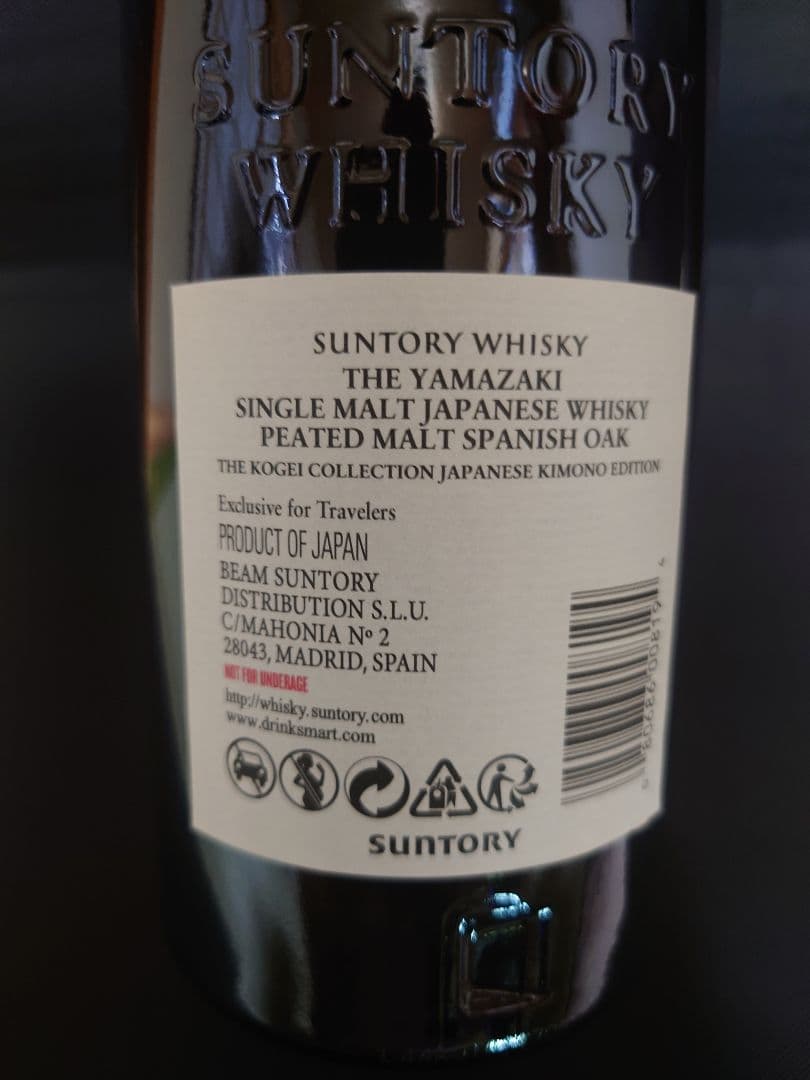 SUNTORY
WHISKY
SUNTORY WHISKY
THE YAMAZAKI
SINGLE MALT JAPANESE WHISKY
PEATED MALT SPANISH OAK
THE KOGEI COLLECTION JAPANESE KIMONO EDITION
Exclusive for Travelers
PRODUCT OF JAPAN
BEAM SUNTORY
DISTRIBUTION S.L.U.
C/MAHONIA Nº 2
28043, MADRID, SPAIN
NOT FOR UNDERAGE
http://whisky.suntory.com
www.drinksmart.com
SUNTORY